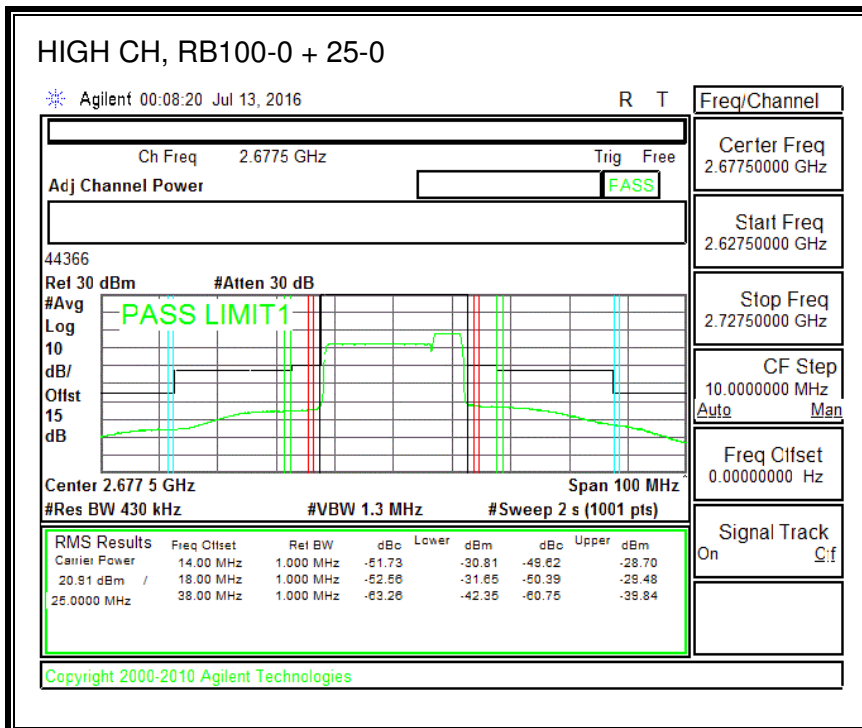 HIGH CH, RB100-0 + 25-0
Agilent 00:08:20 Jul 13, 2016 R T
Freq/Channel
Ch Freq 2.6775 GHz Trig Free
Adj Channel Power
PASS
Center Freq
2.67750000 GHz
Start Freq
2.62750000 GHz
Stop Freq
2.72750000 GHz
CF Step
10.0000000 MHz
Auto Man
Freq Offset
0.00000000 Hz
Signal Track
On Off
44366
Ref 30 dBm #Atten 30 dB
#Avg
Log
10
dB/
Offst
15
dB
PASS LIMIT1
Center 2.677 5 GHz Span 100 MHz
#Res BW 430 kHz #VBW 1.3 MHz #Sweep 2 s (1001 pts)
RMS Results Freq Offset Ref BW dBc Lower dBm dBc Upper dBm
Carrier Power 14.00 MHz 1.000 MHz -51.73 -30.81 -49.62 -28.70
20.91 dBm / 18.00 MHz 1.000 MHz -52.56 -31.65 -50.39 -29.48
25.0000 MHz 38.00 MHz 1.000 MHz -63.26 -42.35 -60.75 -39.84
Copyright 2000-2010 Agilent Technologies